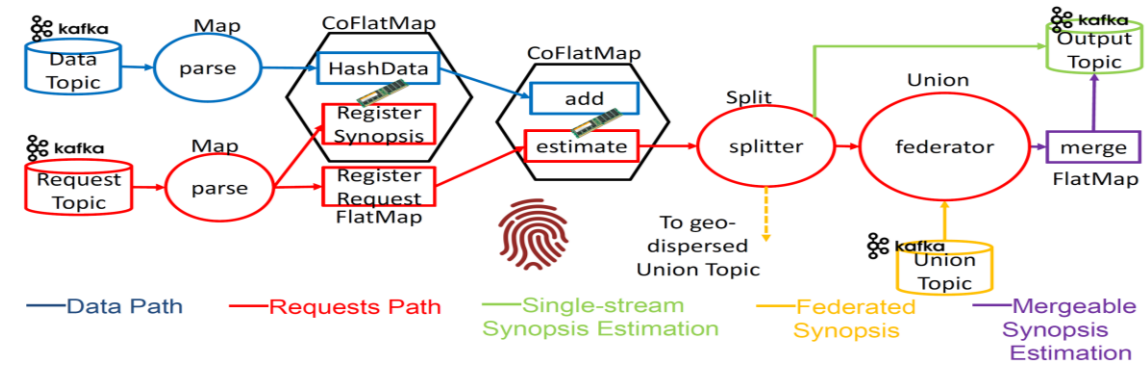 kafka
Data
Topic
Map
parse
CoFlatMap
HashData
Register
Synopsis
kafka
Request
Topic
Map
parse
Register
Request
FlatMap
CoFlatMap
add
estimate
Split
splitter
To geo-
dispersed
Union Topic
Union
federator
kafka
Union
Topic
kafka
Output
Topic
merge
FlatMap
Data Path
Requests Path
Single-stream
Synopsis Estimation
Federated
Synopsis
Mergeable
Synopsis
Estimation